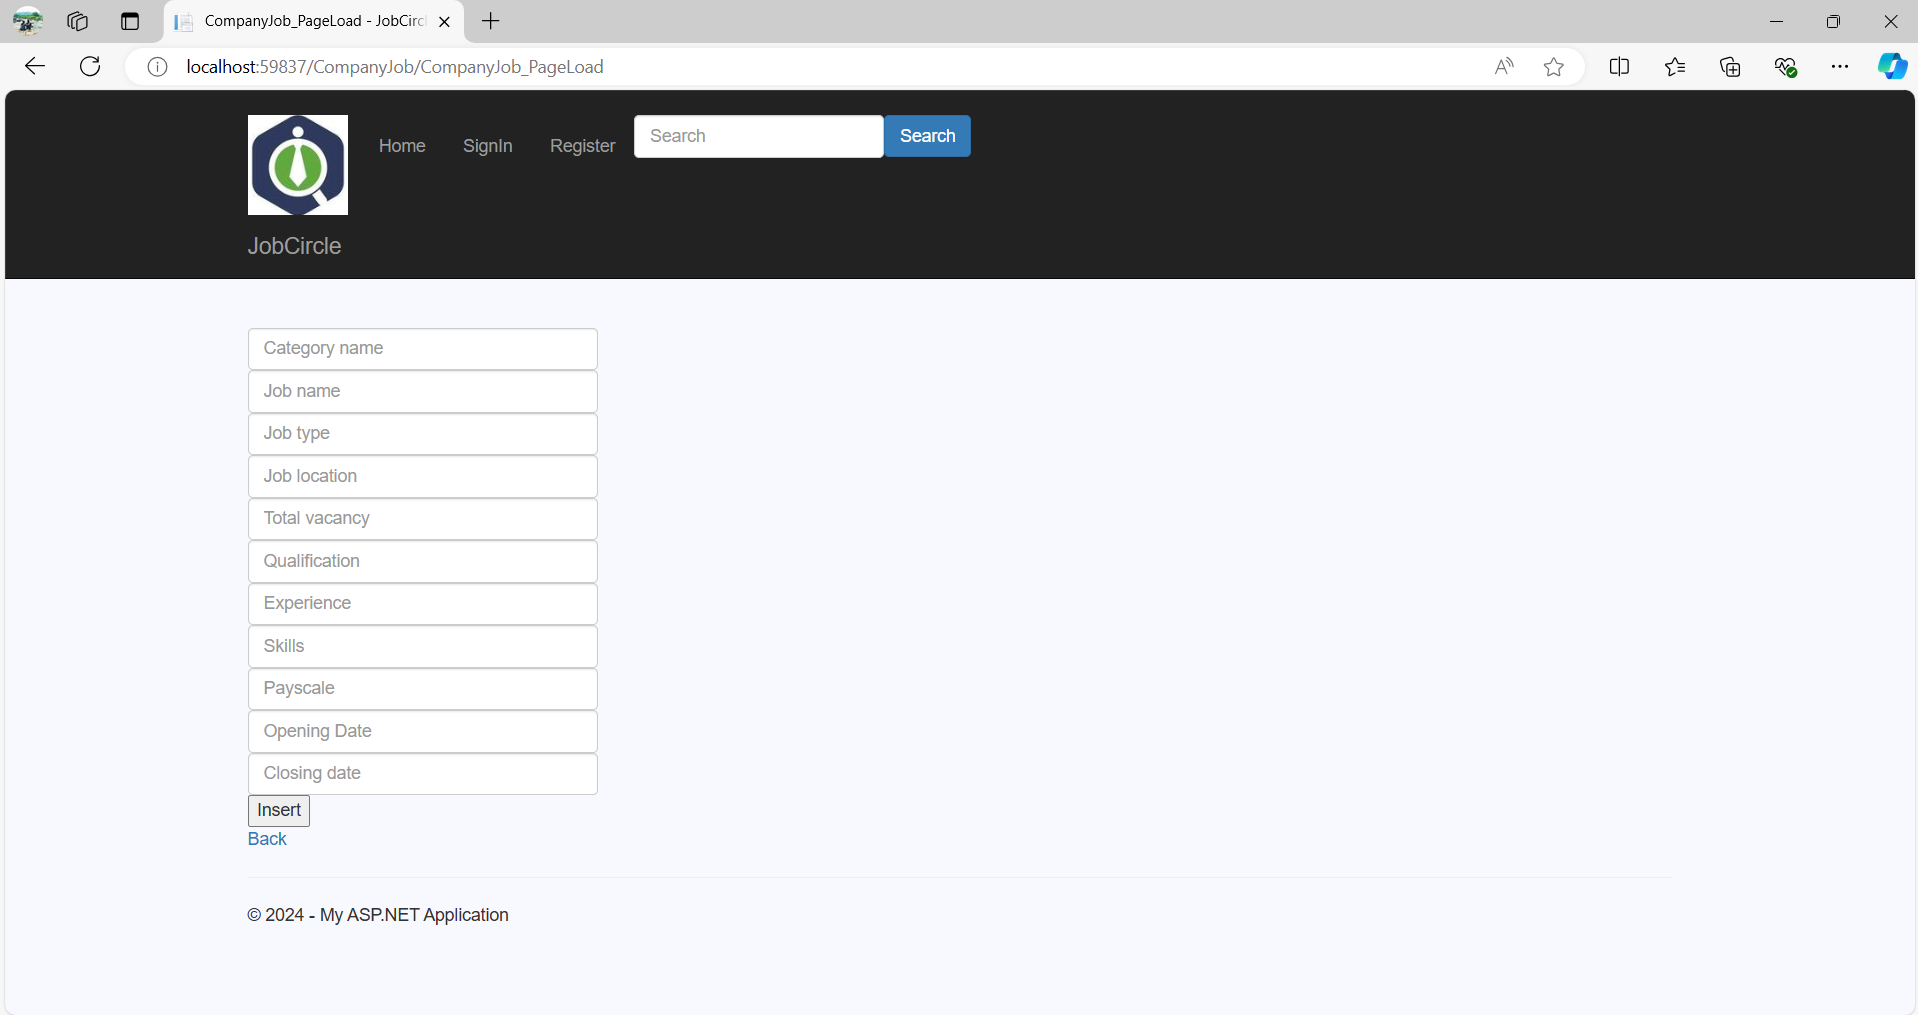 CompanyJob_PageLoad - JobCircl
localhost:59837/CompanyJob/CompanyJob_PageLoad
Home SignIn Register Search Search
JobCircle
Category name
Job name
Job type
Job location
Total vacancy
Qualification
Experience
Skills
Payscale
Opening Date
Closing date
Insert
Back
© 2024 - My ASP.NET Application